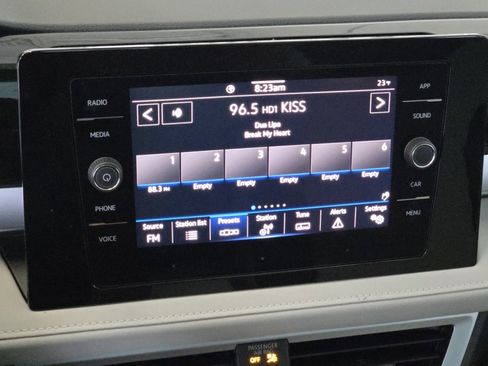 8:23am
23°F
RADIO
MEDIA
PHONE
VOICE
APP
SOUND
CAR
MENU
96.5 HD1 KISS
Dua Lipa
Break My Heart
1 2 3 4 5 6
88.3 FM Empty Empty Empty Empty Empty
Source Station list Presets Station Tune Alerts Settings
FM
PASSENGER
AIR BAG
OFF